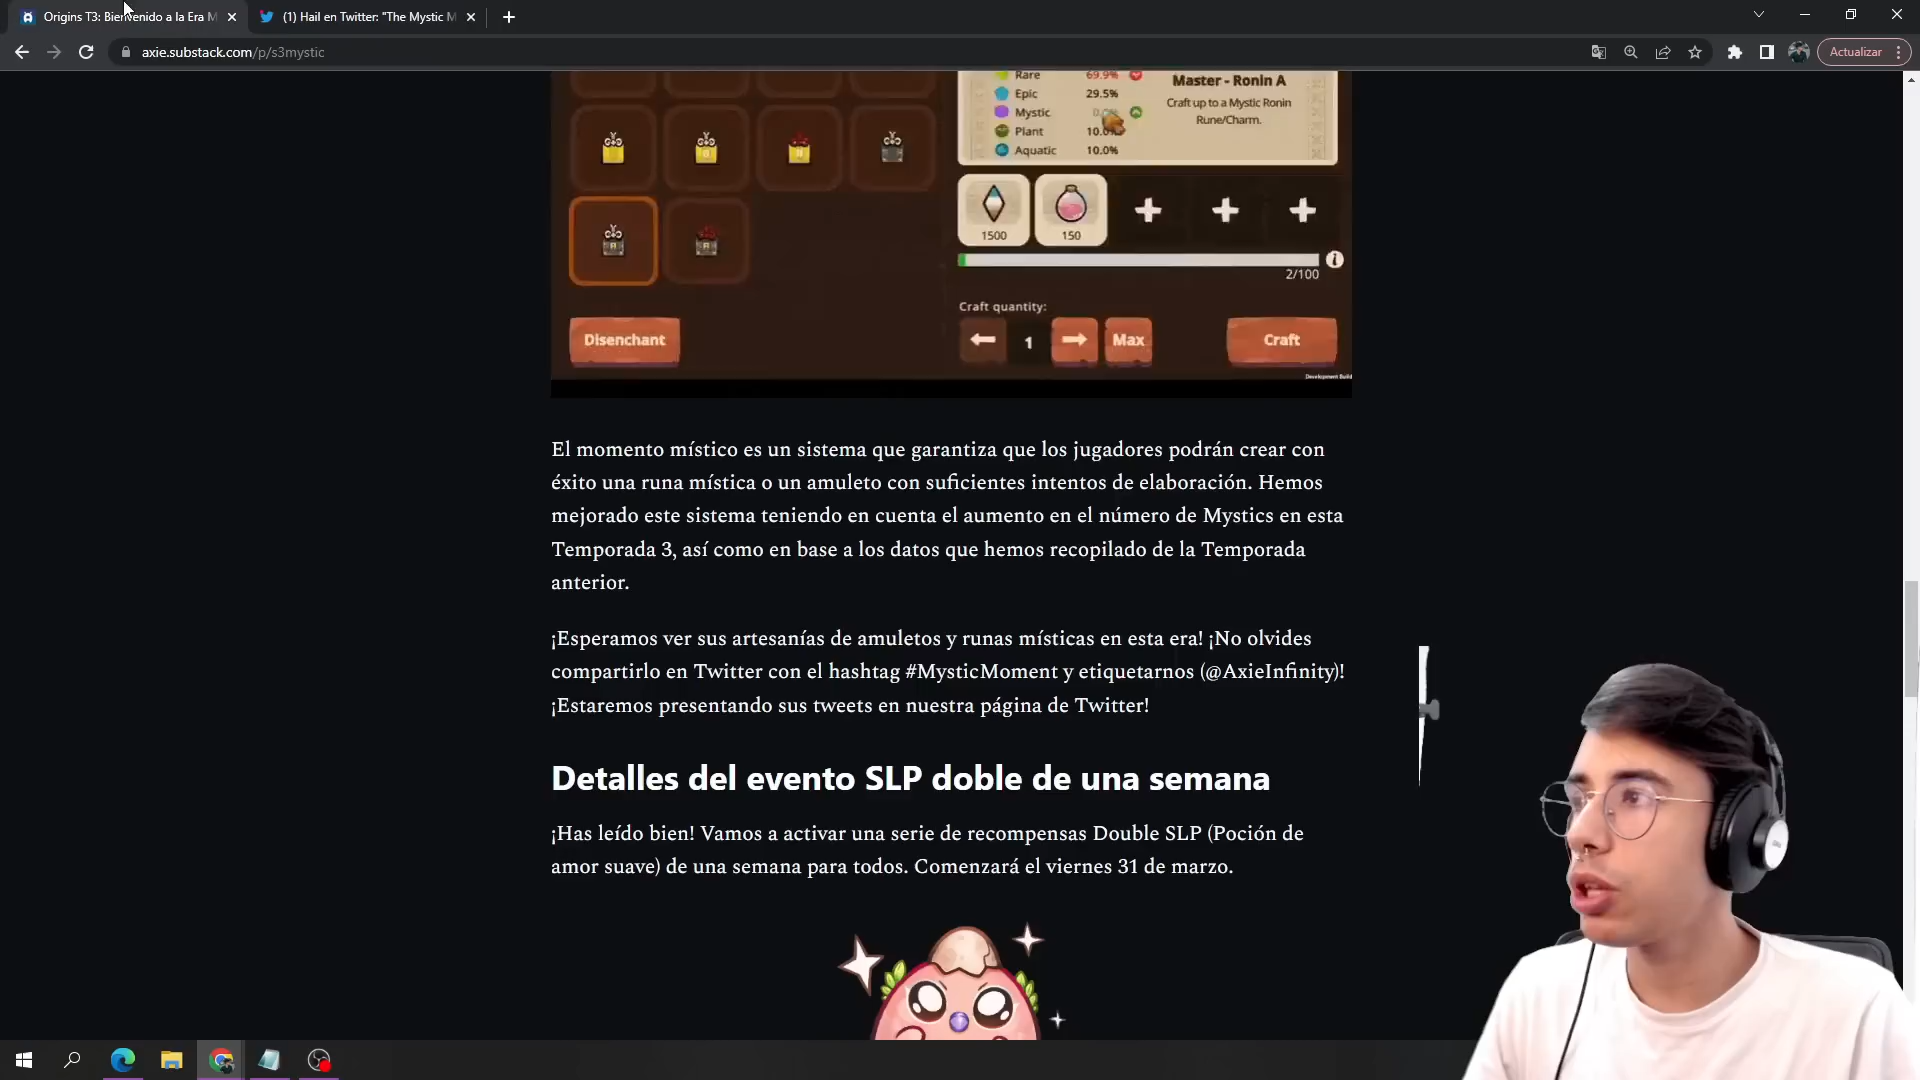 Origins T3: Bienvenido a la Era M
(1) Hail en Twitter: "The Mystic M
axie.substack.com/p/s3mystic
Actualizar
Rare 69.9%
Epic 29.5%
Mystic
Plant
Aquatic 10.0%
Master - Ronin A
Craft up to a Mystic Ronin
Rune/Charm.
1500
150
2/100
Craft quantity:
Disenchant
1
Max
Craft
Development Build
El momento místico es un sistema que garantiza que los jugadores podrán crear con
éxito una runa mística o un amuleto con suficientes intentos de elaboración. Hemos
mejorado este sistema teniendo en cuenta el aumento en el número de Mystics en esta
Temporada 3, así como en base a los datos que hemos recopilado de la Temporada
anterior.
¡Esperamos ver sus artesanías de amuletos y runas místicas en esta era! ¡No olvides
compartirlo en Twitter con el hashtag #MysticMoment y etiquetarnos (@AxieInfinity)!
¡Estaremos presentando sus tweets en nuestra página de Twitter!
Detalles del evento SLP doble de una semana
¡Has leído bien! Vamos a activar una serie de recompensas Double SLP (Poción de
amor suave) de una semana para todos. Comenzará el viernes 31 de marzo.